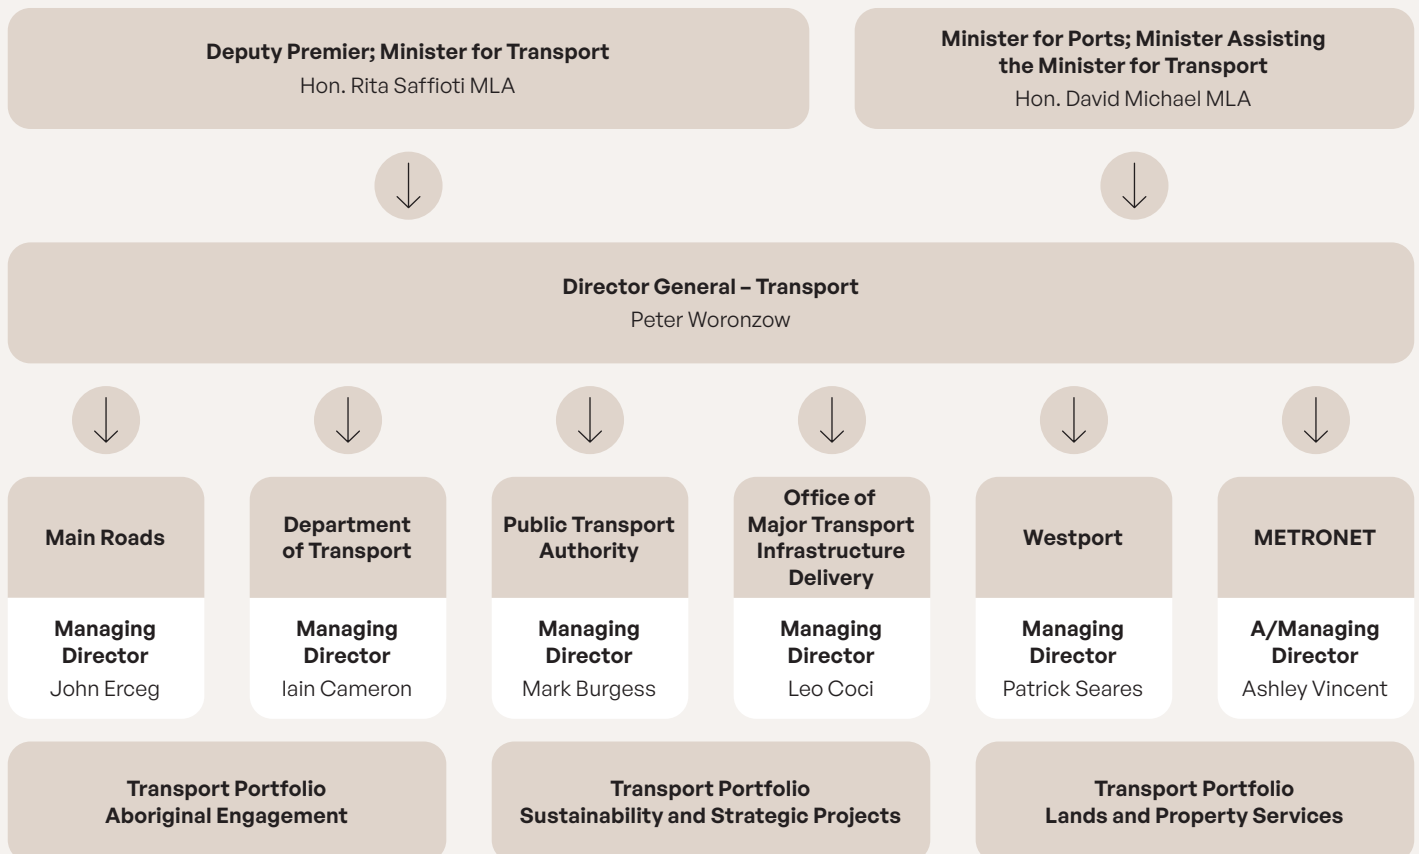 Deputy Premier; Minister for Transport
Hon. Rita Saffioti MLA
Minister for Ports; Minister Assisting
the Minister for Transport
Hon. David Michael MLA
Director General – Transport
Peter Woronzow
Main Roads
Managing
Director
John Erceg
Department
of Transport
Managing
Director
Iain Cameron
Public Transport
Authority
Managing
Director
Mark Burgess
Office of
Major Transport
Infrastructure
Delivery
Managing
Director
Leo Coci
Westport
Managing
Director
Patrick Seares
METRONET
A/Managing
Director
Ashley Vincent
Transport Portfolio
Aboriginal Engagement
Transport Portfolio
Sustainability and Strategic Projects
Transport Portfolio
Lands and Property Services